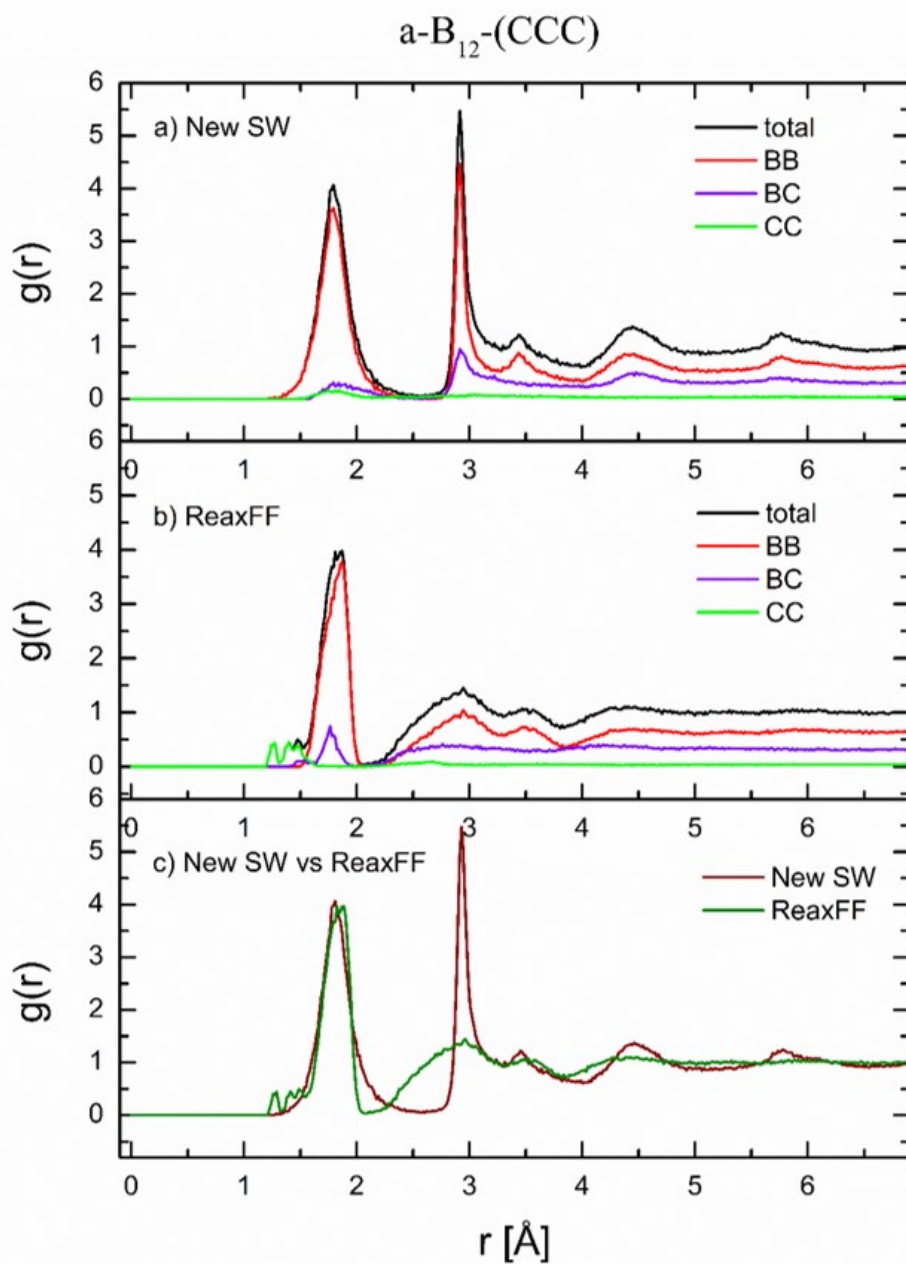 a-B₁₂-(CCC)
6
5
4
3
2
1
0
g(r)
a) New SW
total
BB
BC
CC
0 1 2 3 4 5 6
6
5
4
3
2
1
0
g(r)
b) ReaxFF
total
BB
BC
CC
0 1 2 3 4 5 6
6
5
4
3
2
1
0
g(r)
c) New SW vs ReaxFF
New SW
ReaxFF
0 1 2 3 4 5 6
r [Å]